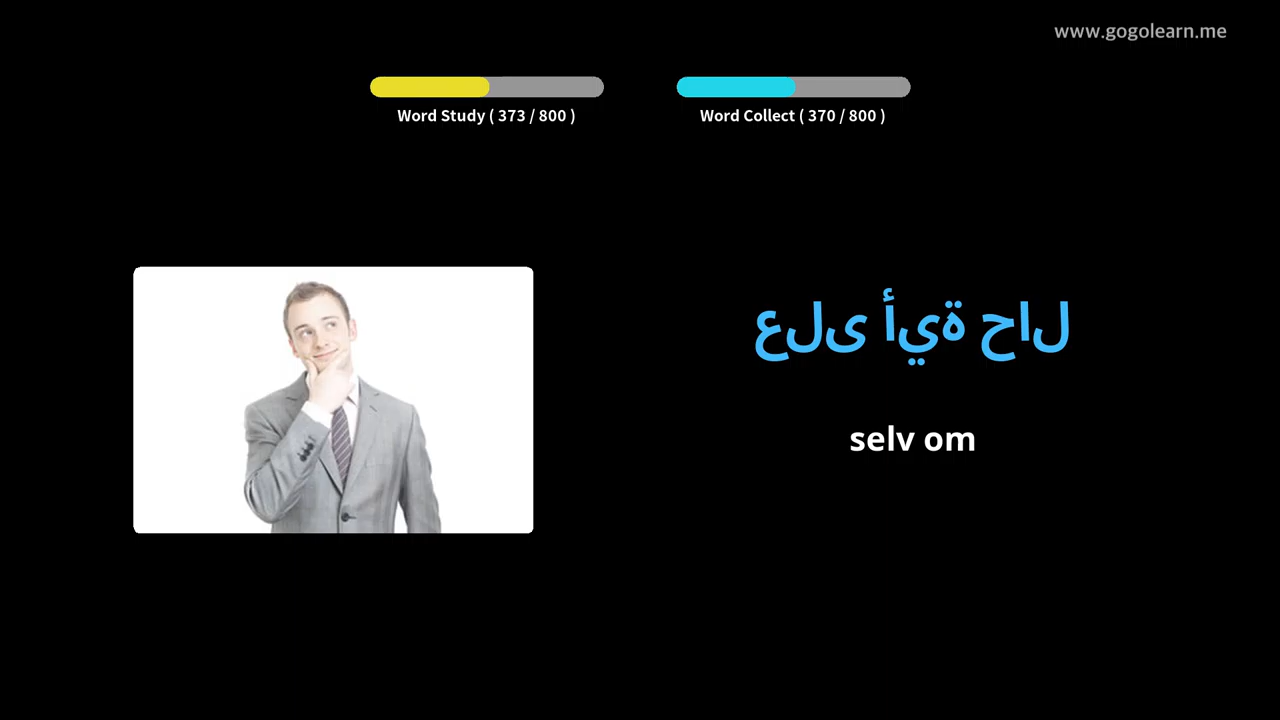 www.gogolearn.me
Word Study ( 373 / 800 )
Word Collect ( 370 / 800 )
على أية حال
selv om